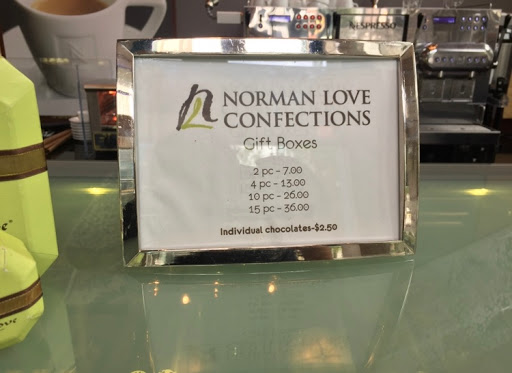 NESPRESSO
NORMAN LOVE
CONFECTIONS
Gift Boxes
2 pc - 7.00
4 pc - 13.00
10 pc - 26.00
15 pc - 36.00
Individual chocolates-$2.50